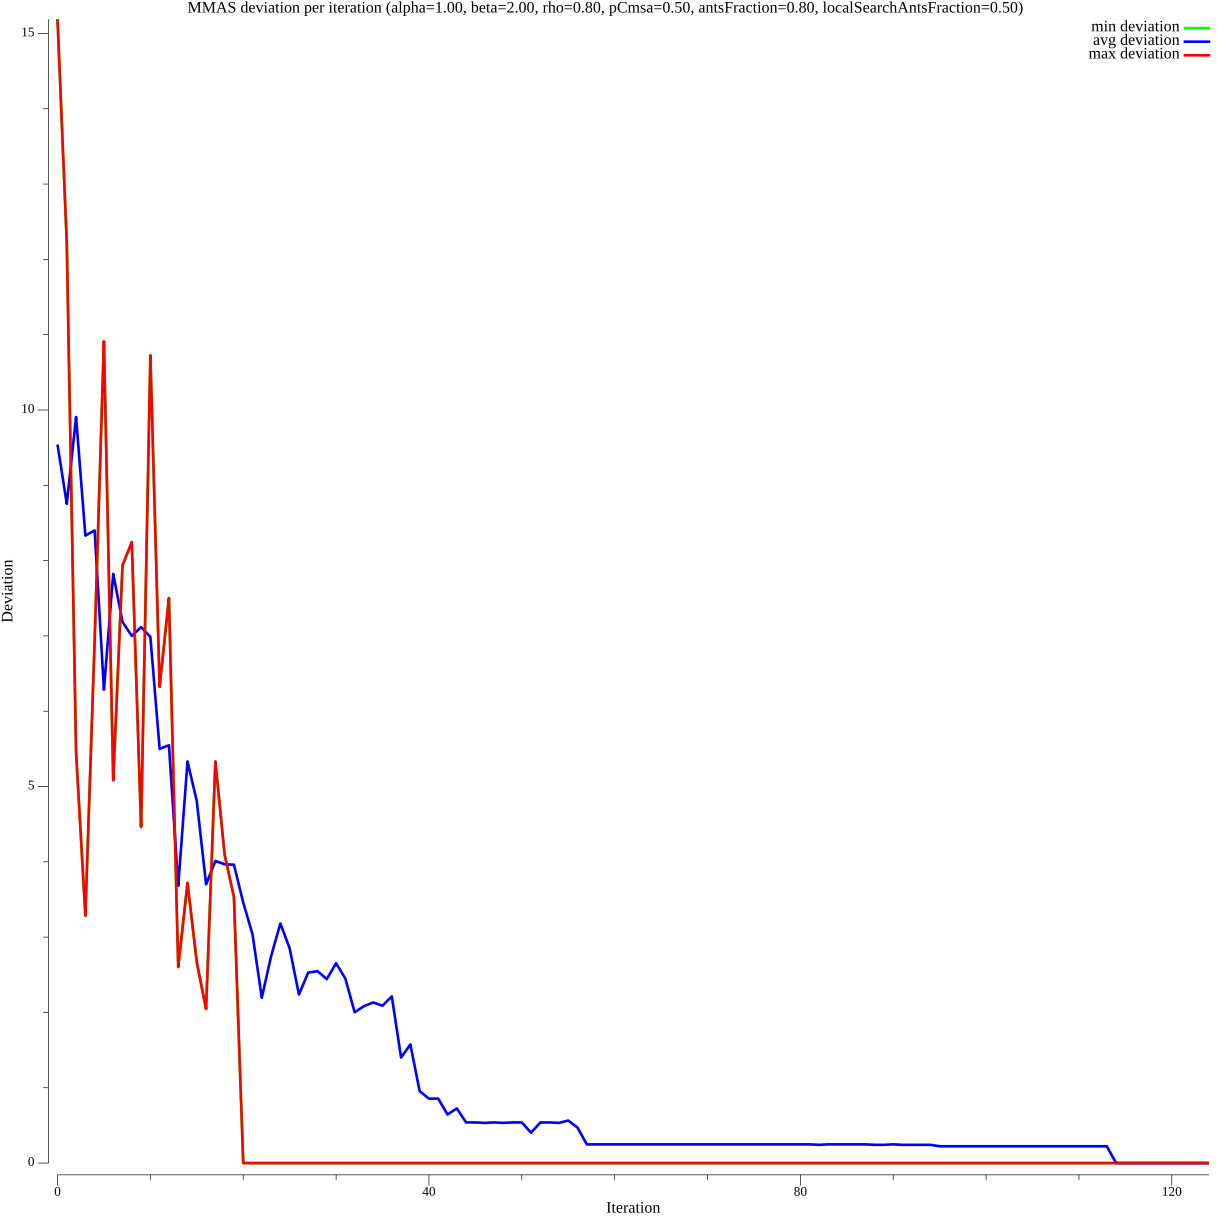 MMAS deviation per iteration (alpha=1.00, beta=2.00, rho=0.80, pCmsa=0.50, antsFraction=0.80, localSearchAntsFraction=0.50)
min deviation
avg deviation
max deviation
15
10
5
0
Deviation
0 40 80 120
Iteration